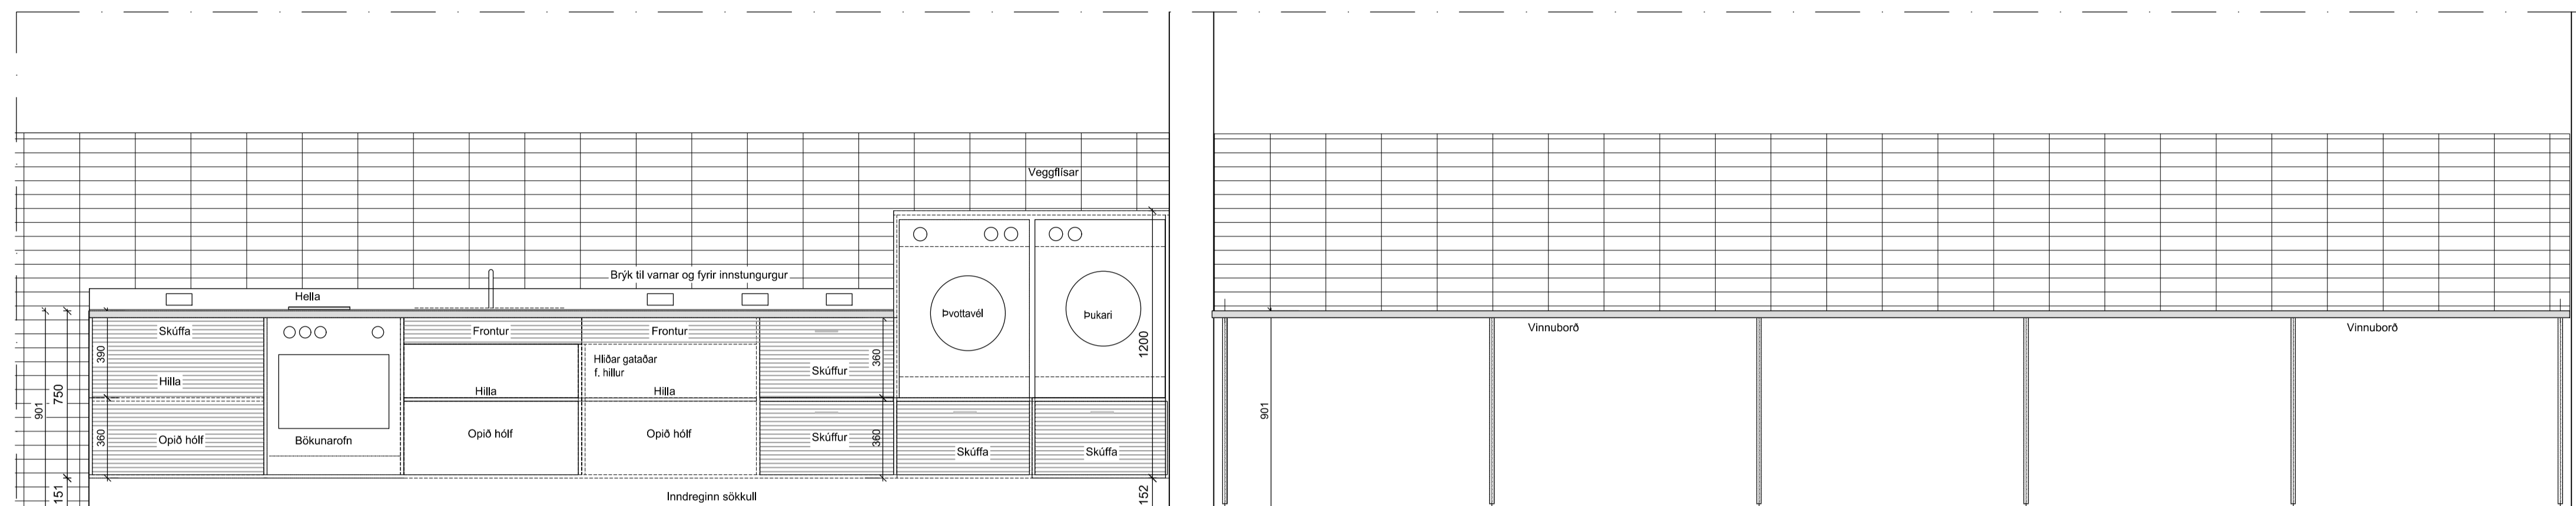 Veggflísar
Brýk til varnar og fyrir innstungurgur
Hella
Skúffa
Frontur
Frontur
Þvottavél
Þukari
Vinnuborð
Vinnuborð
Hliðar gataðar
f. hillur
Skúffur
Hilla
Hilla
Hilla
Opið hólf
Bökunarofn
Opið hólf
Opið hólf
Skúffur
Skúffa
Skúffa
Inndreginn sökkull
901
750
151
390
360
360
360
1200
152
901